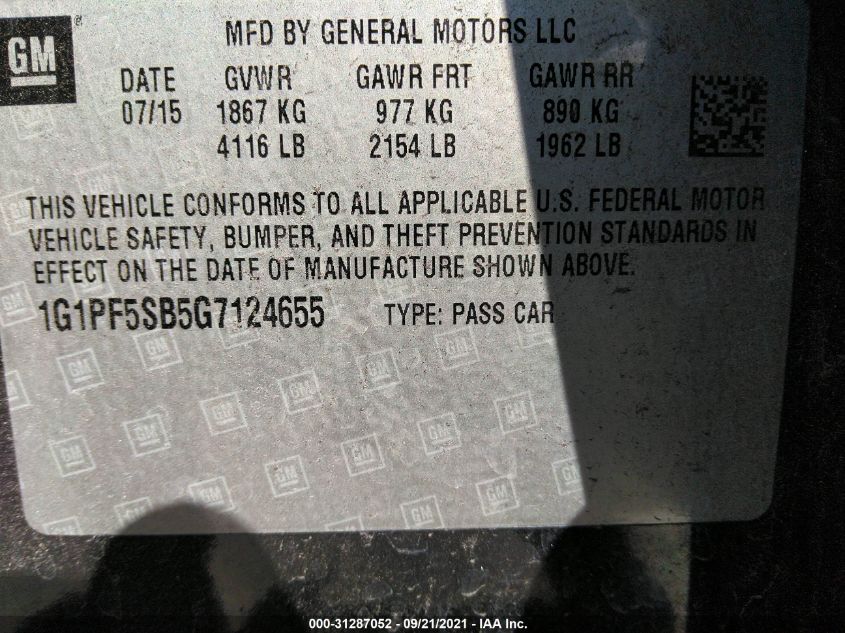 GM ®
MFD BY GENERAL MOTORS LLC
DATE GVWR GAWR FRT GAWR RR
07/15 1867 KG 977 KG 890 KG
4116 LB 2154 LB 1962 LB
THIS VEHICLE CONFORMS TO ALL APPLICABLE U.S. FEDERAL MOTOR
VEHICLE SAFETY, BUMPER, AND THEFT PREVENTION STANDARDS IN
EFFECT ON THE DATE OF MANUFACTURE SHOWN ABOVE.
1G1PF5SB5G7124655 TYPE: PASS CAR
000-31287052 - 09/21/2021 - IAA Inc.